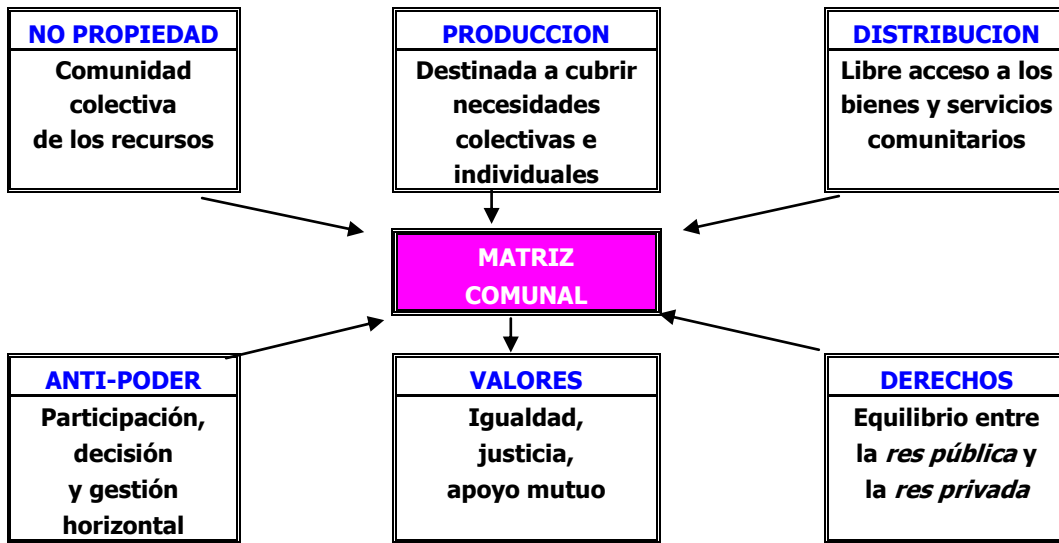 NO PROPIEDAD
Comunidad
colectiva
de los recursos
PRODUCCION
Destinada a cubrir
necesidades
colectivas e
individuales
DISTRIBUCION
Libre acceso a los
bienes y servicios
comunitarios
MATRIZ
COMUNAL
ANTI-PODER
Participación,
decisión
y gestión
horizontal
VALORES
Igualdad,
justicia,
apoyo mutuo
DERECHOS
Equilibrio entre
la res pública y
la res privada